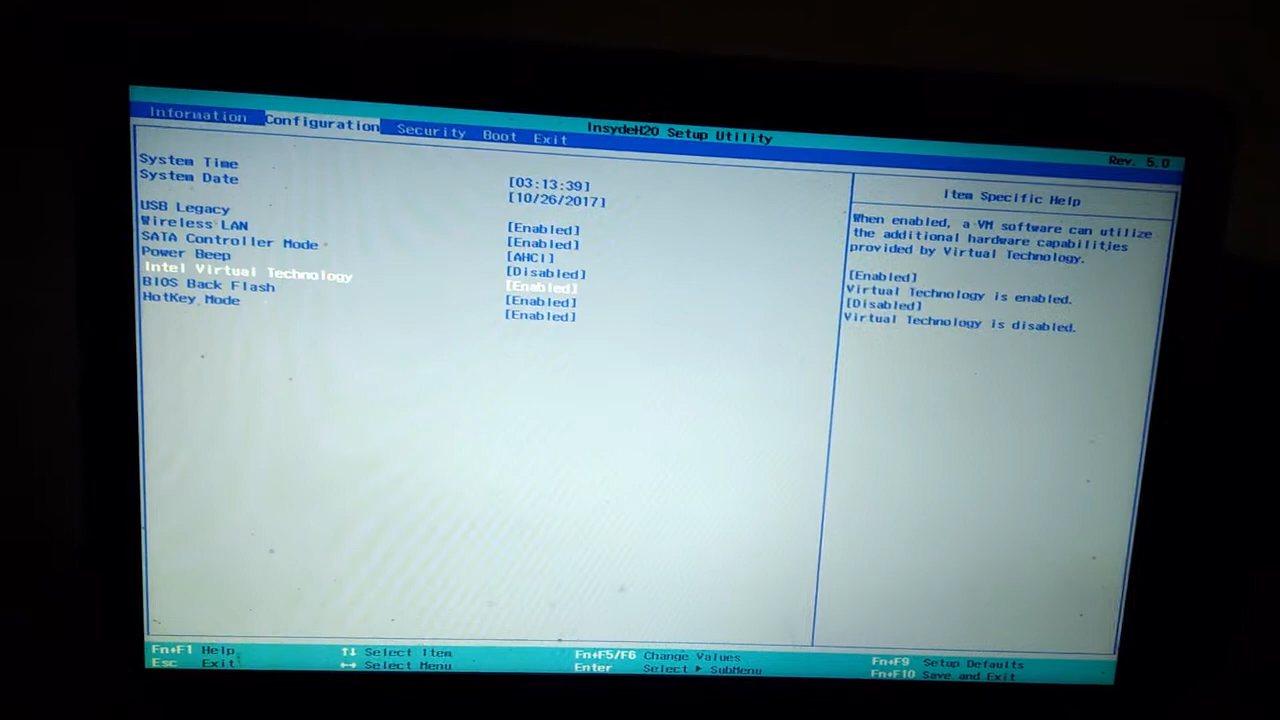 InsydeH20 Setup Utility
Rev. 5.0
Information Configuration Security Boot Exit
System Time [03:13:39]
System Date [10/26/2017]
USB Legacy [Enabled]
Wireless LAN [Enabled]
SATA Controller Mode [AHCI]
Power Beep [Disabled]
Intel Virtual Technology [Enabled]
BIOS Back Flash [Enabled]
HotKey Mode [Enabled]
Item Specific Help
When enabled, a VM software can utilize
the additional hardware capabilities
provided by Virtual Technology.
[Enabled]
Virtual Technology is enabled.
[Disabled]
Virtual Technology is disabled.
Fn+F1 Help ↑↓ Select Item Fn+F5/F6 Change Values Fn+F9 Setup Defaults
Esc Exit ↔ Select Menu Enter Select ▶ SubMenu Fn+F10 Save and Exit